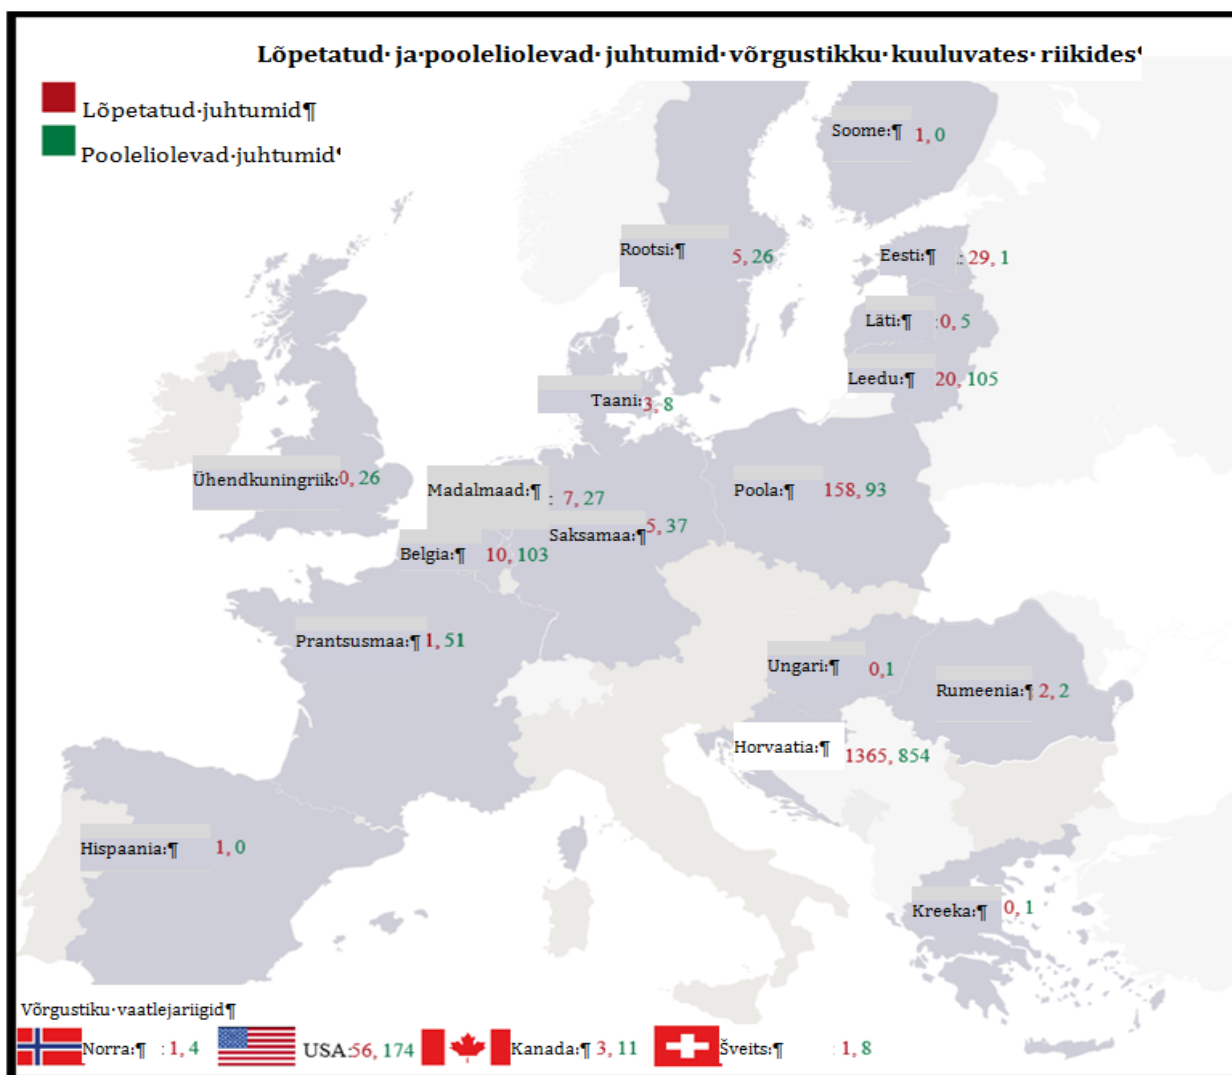 Lõpetatud· ja·pooleliolevad· juhtumid võrgustikku·kuuluvates· riikides
Lõpetatud·juhtumid¶
Pooleliolevad·juhtumid
Soome:¶ 1, 0
Rootsi:¶ 5, 26
Eesti:¶ : 29, 1
Läti:¶ :0, 5
Leedu:¶ 20, 105
Taani: 3, 8
Ühendkuningriik: 0, 26
Madalmaad:¶ : 7, 27
Poola:¶ 158, 93
Saksamaa:¶ 5, 37
Belgia:¶ 10, 103
Prantsusmaa:¶ 1, 51
Ungari:¶ 0,1
Rumeenia:¶ 2, 2
Horvaatia:¶ 1365, 854
Hispaania:¶ 1, 0
Kreeka:¶ 0, 1
Võrgustiku·vaatlejariigid¶
Norra:¶ : 1, 4 USA:56, 174 Kanada:¶ 3, 11 Šveits:¶ : 1, 8